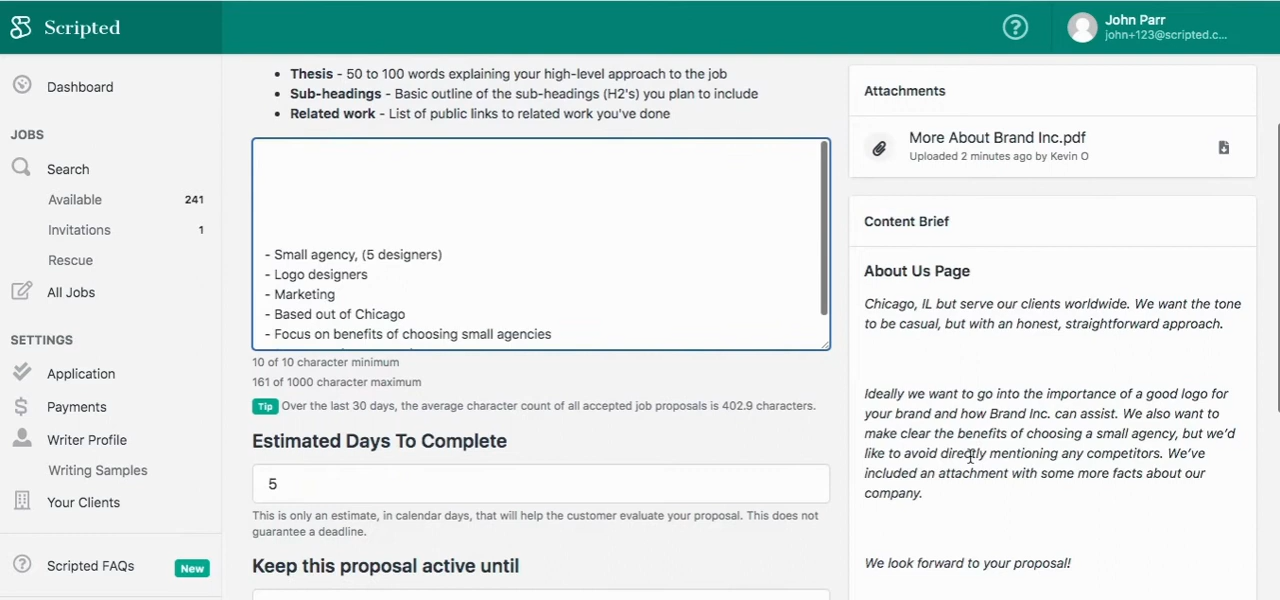 Scripted
John Parr
john+123@scripted.c...
Dashboard
JOBS
Search
Available 241
Invitations 1
Rescue
All Jobs
SETTINGS
Application
Payments
Writer Profile
Writing Samples
Your Clients
Scripted FAQs New
• Thesis - 50 to 100 words explaining your high-level approach to the job
• Sub-headings - Basic outline of the sub-headings (H2's) you plan to include
• Related work - List of public links to related work you've done
- Small agency, (5 designers)
- Logo designers
- Marketing
- Based out of Chicago
- Focus on benefits of choosing small agencies
10 of 10 character minimum
161 of 1000 character maximum
Tip Over the last 30 days, the average character count of all accepted job proposals is 402.9 characters.
Estimated Days To Complete
5
This is only an estimate, in calendar days, that will help the customer evaluate your proposal. This does not
guarantee a deadline.
Keep this proposal active until
Attachments
More About Brand Inc.pdf
Uploaded 2 minutes ago by Kevin O
Content Brief
About Us Page
Chicago, IL but serve our clients worldwide. We want the tone
to be casual, but with an honest, straightforward approach.
Ideally we want to go into the importance of a good logo for
your brand and how Brand Inc. can assist. We also want to
make clear the benefits of choosing a small agency, but we'd
like to avoid directly mentioning any competitors. We've
included an attachment with some more facts about our
company.
We look forward to your proposal!